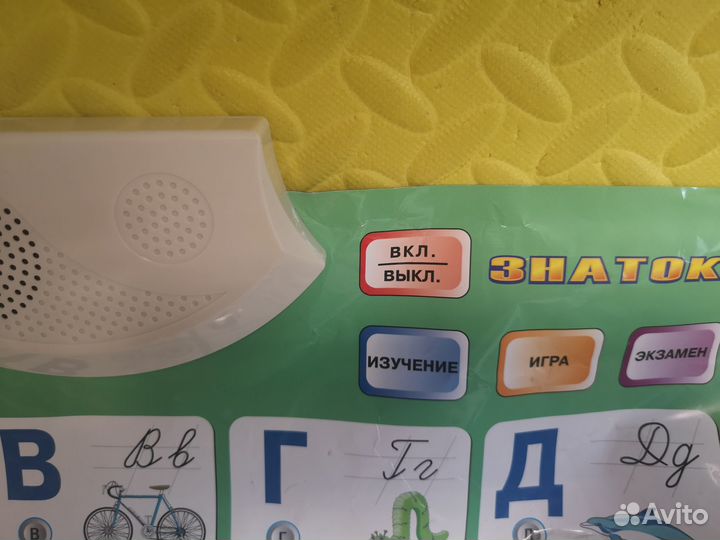 ВКЛ.
ВЫКЛ.
ЗНАТОК
ИЗУЧЕНИЕ
ИГРА
ЭКЗАМЕН
В Вв
Г Гг
Д Дд
В
Г
Avito